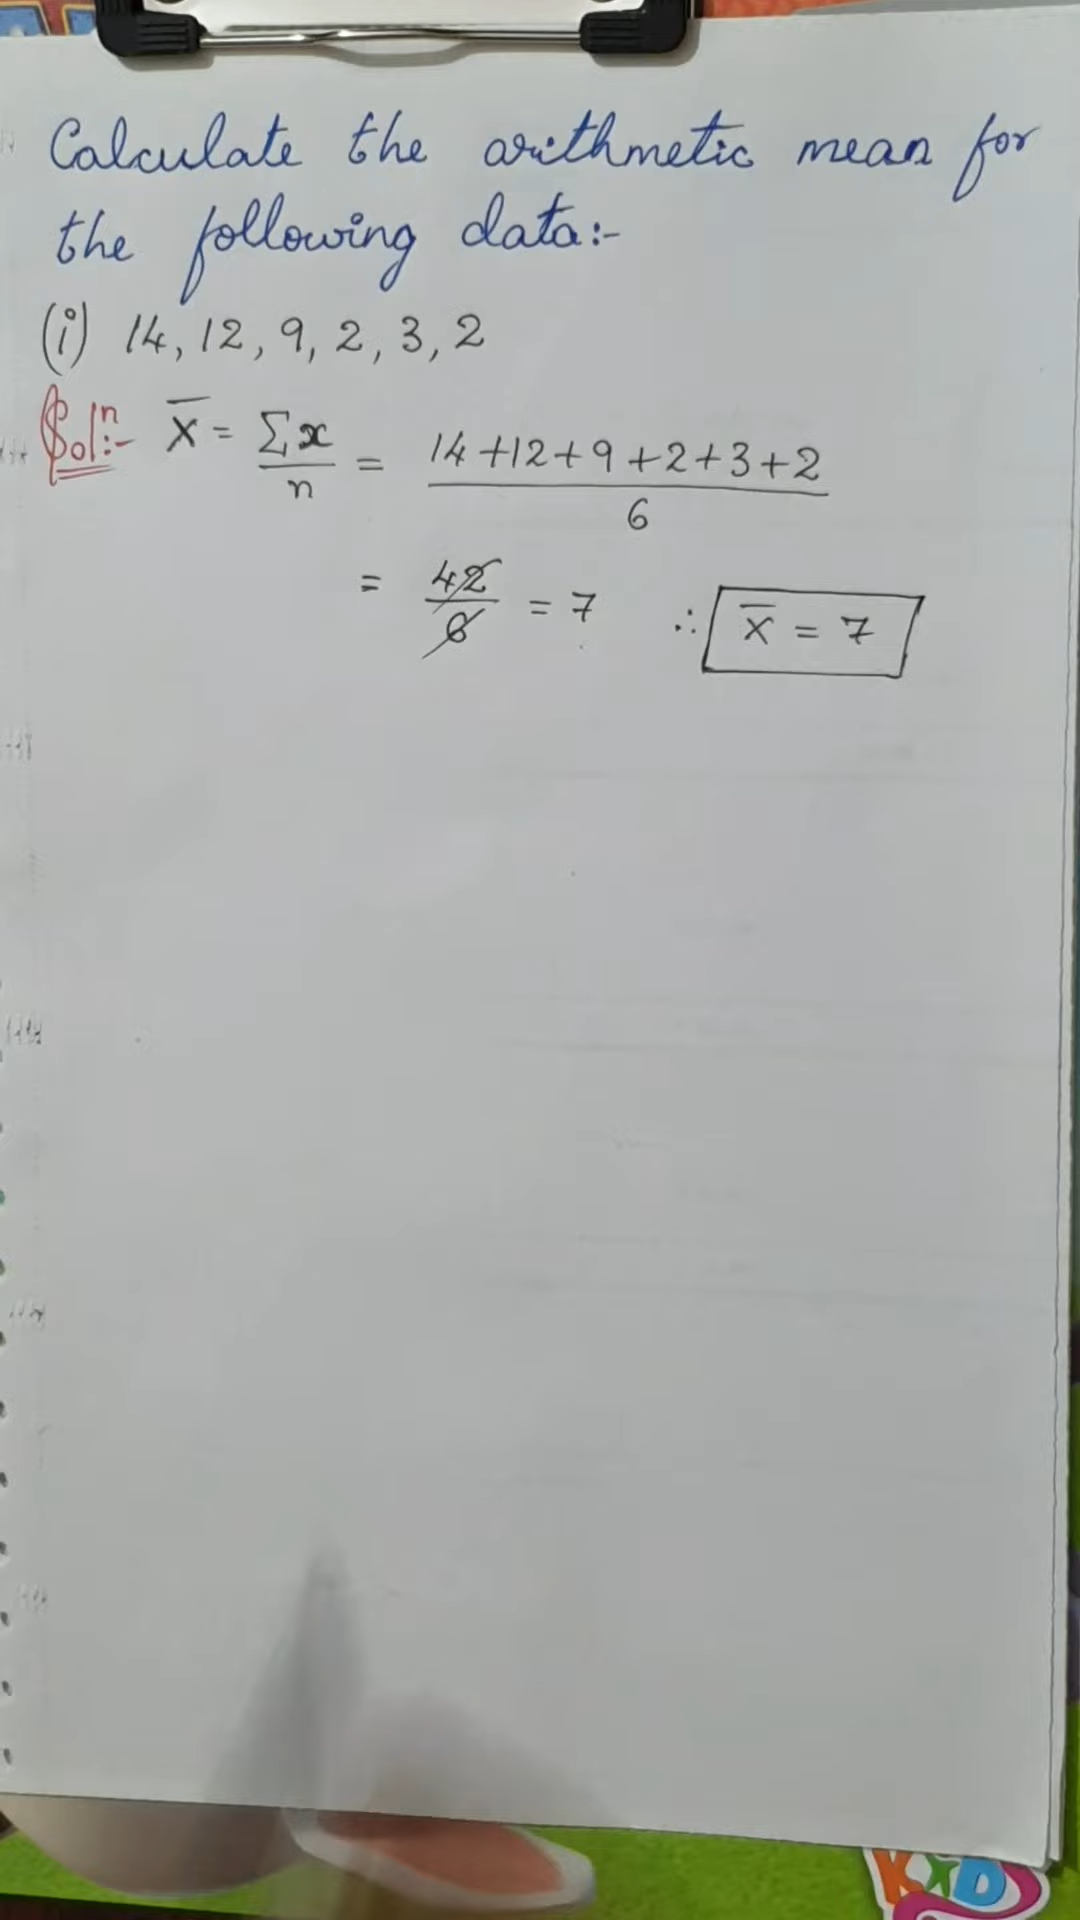 Calculate the arithmetic mean for
the following data:-
(i) 14, 12, 9, 2, 3, 2
Solⁿ:- X̄ = Σx/n = (14+12+9+2+3+2)/6
= 42/6 = 7 ∴ X̄ = 7
KiD